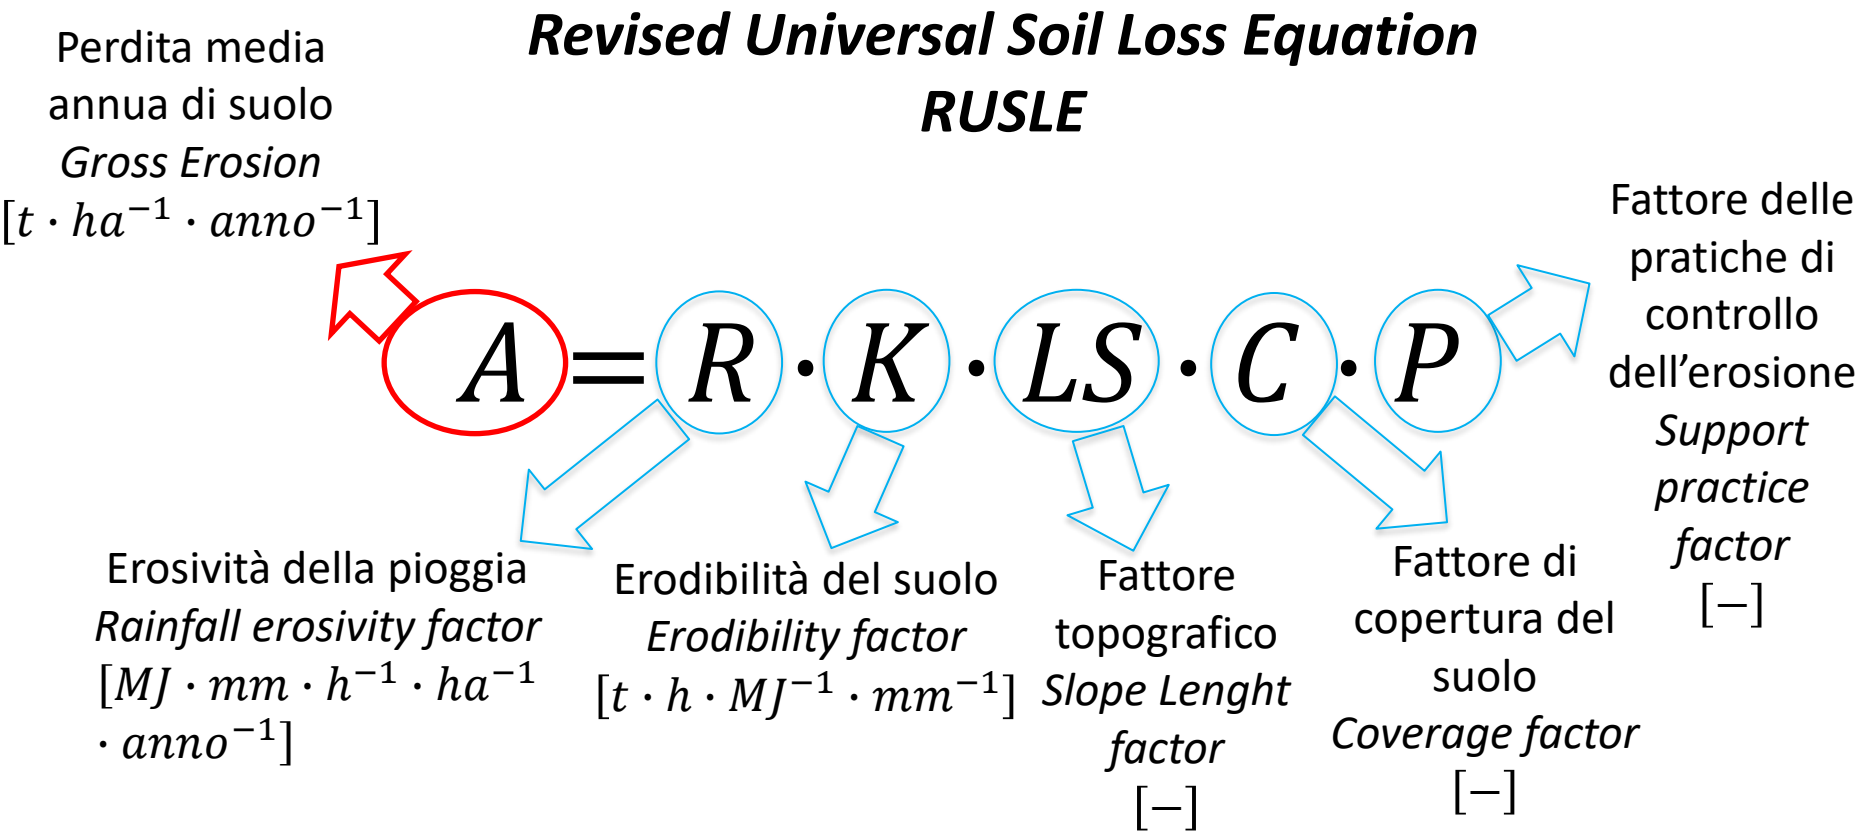 Revised Universal Soil Loss Equation
RUSLE
Perdita media
annua di suolo
Gross Erosion
[t · ha⁻¹ · anno⁻¹]
A = R · K · LS · C · P
Erosività della pioggia
Rainfall erosivity factor
[MJ · mm · h⁻¹ · ha⁻¹
· anno⁻¹]
Erodibilità del suolo
Erodibility factor
[t · h · MJ⁻¹ · mm⁻¹]
Fattore
topografico
Slope Lenght
factor
[−]
Fattore di
copertura del
suolo
Coverage factor
[−]
Fattore delle
pratiche di
controllo
dell’erosione
Support
practice
factor
[−]